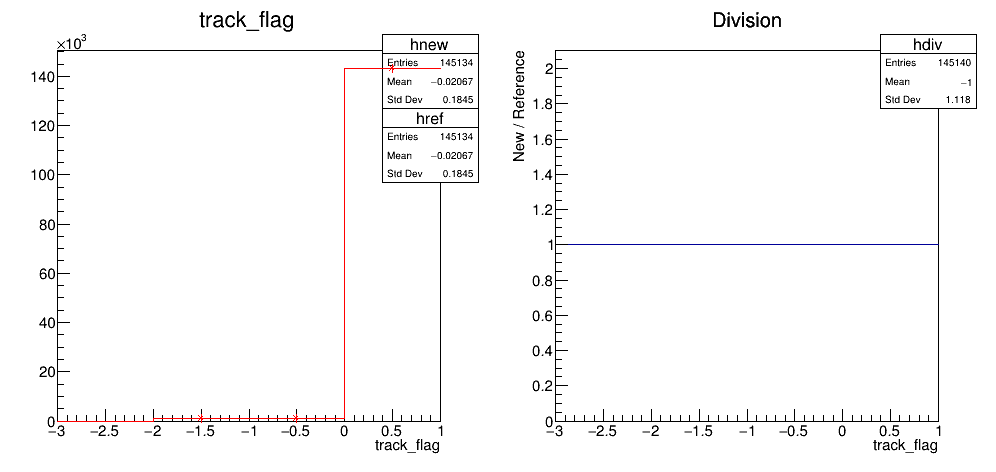 track_flag
×10³
hnew
Entries 145134
Mean −0.02067
Std Dev 0.1845
href
Entries 145134
Mean −0.02067
Std Dev 0.1845
140
120
100
80
60
40
20
0
−3 −2.5 −2 −1.5 −1 −0.5 0 0.5 1
track_flag
Division
hdiv
Entries 145140
Mean −1
Std Dev 1.118
New / Reference
2
1.8
1.6
1.4
1.2
1
0.8
0.6
0.4
0.2
0
−3 −2.5 −2 −1.5 −1 −0.5 0 0.5 1
track_flag